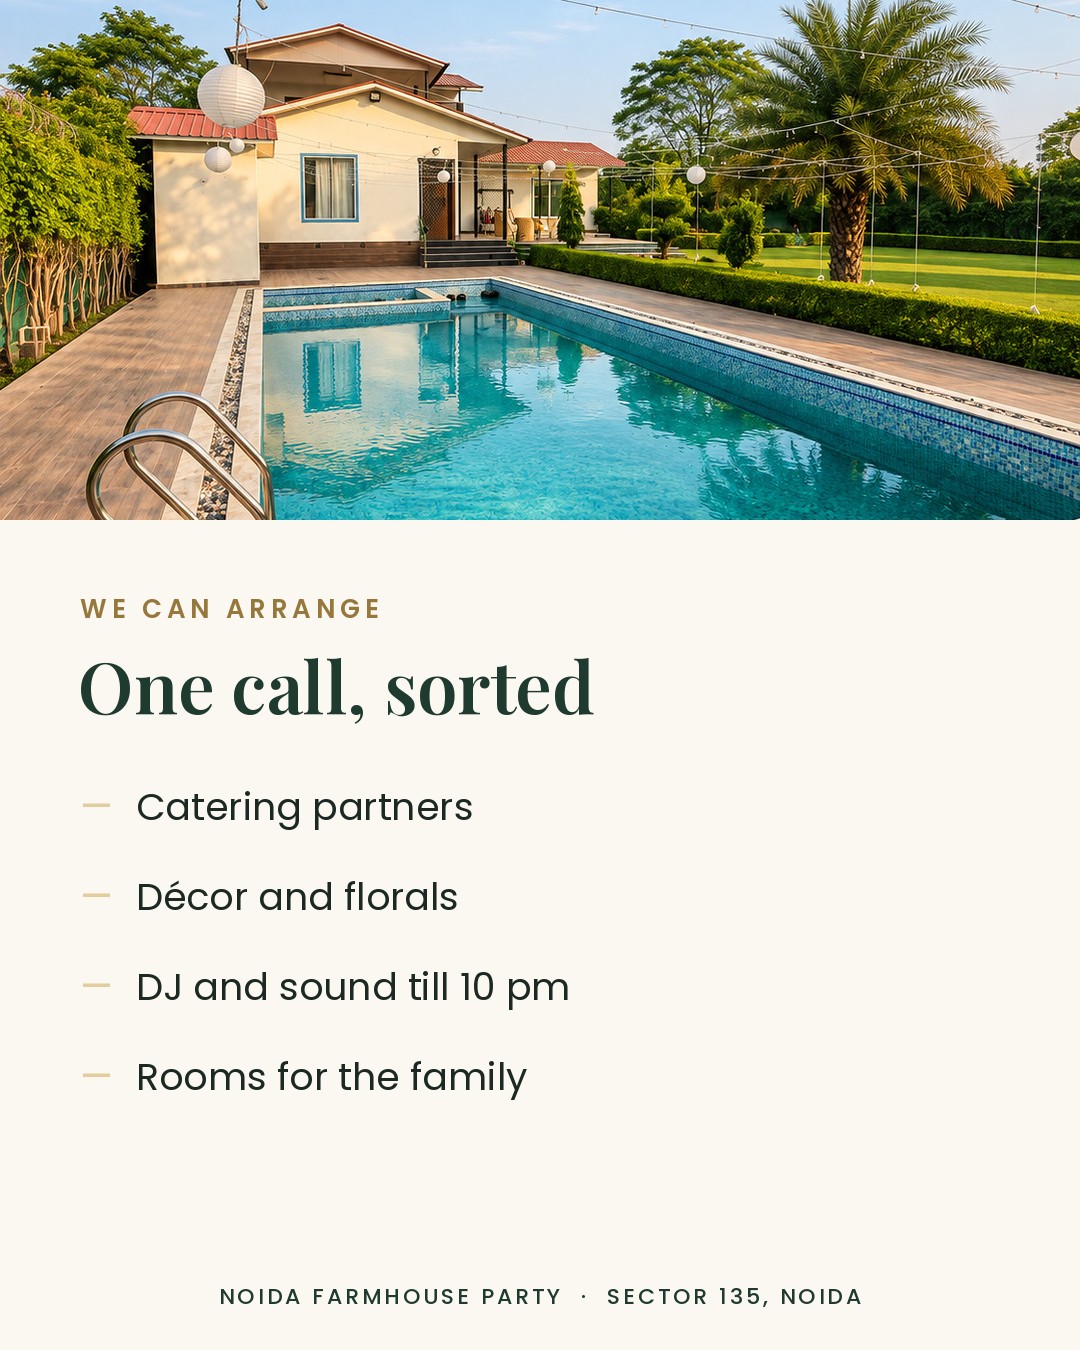 WE CAN ARRANGE
One call, sorted
— Catering partners
— Décor and florals
— DJ and sound till 10 pm
— Rooms for the family
NOIDA FARMHOUSE PARTY · SECTOR 135, NOIDA